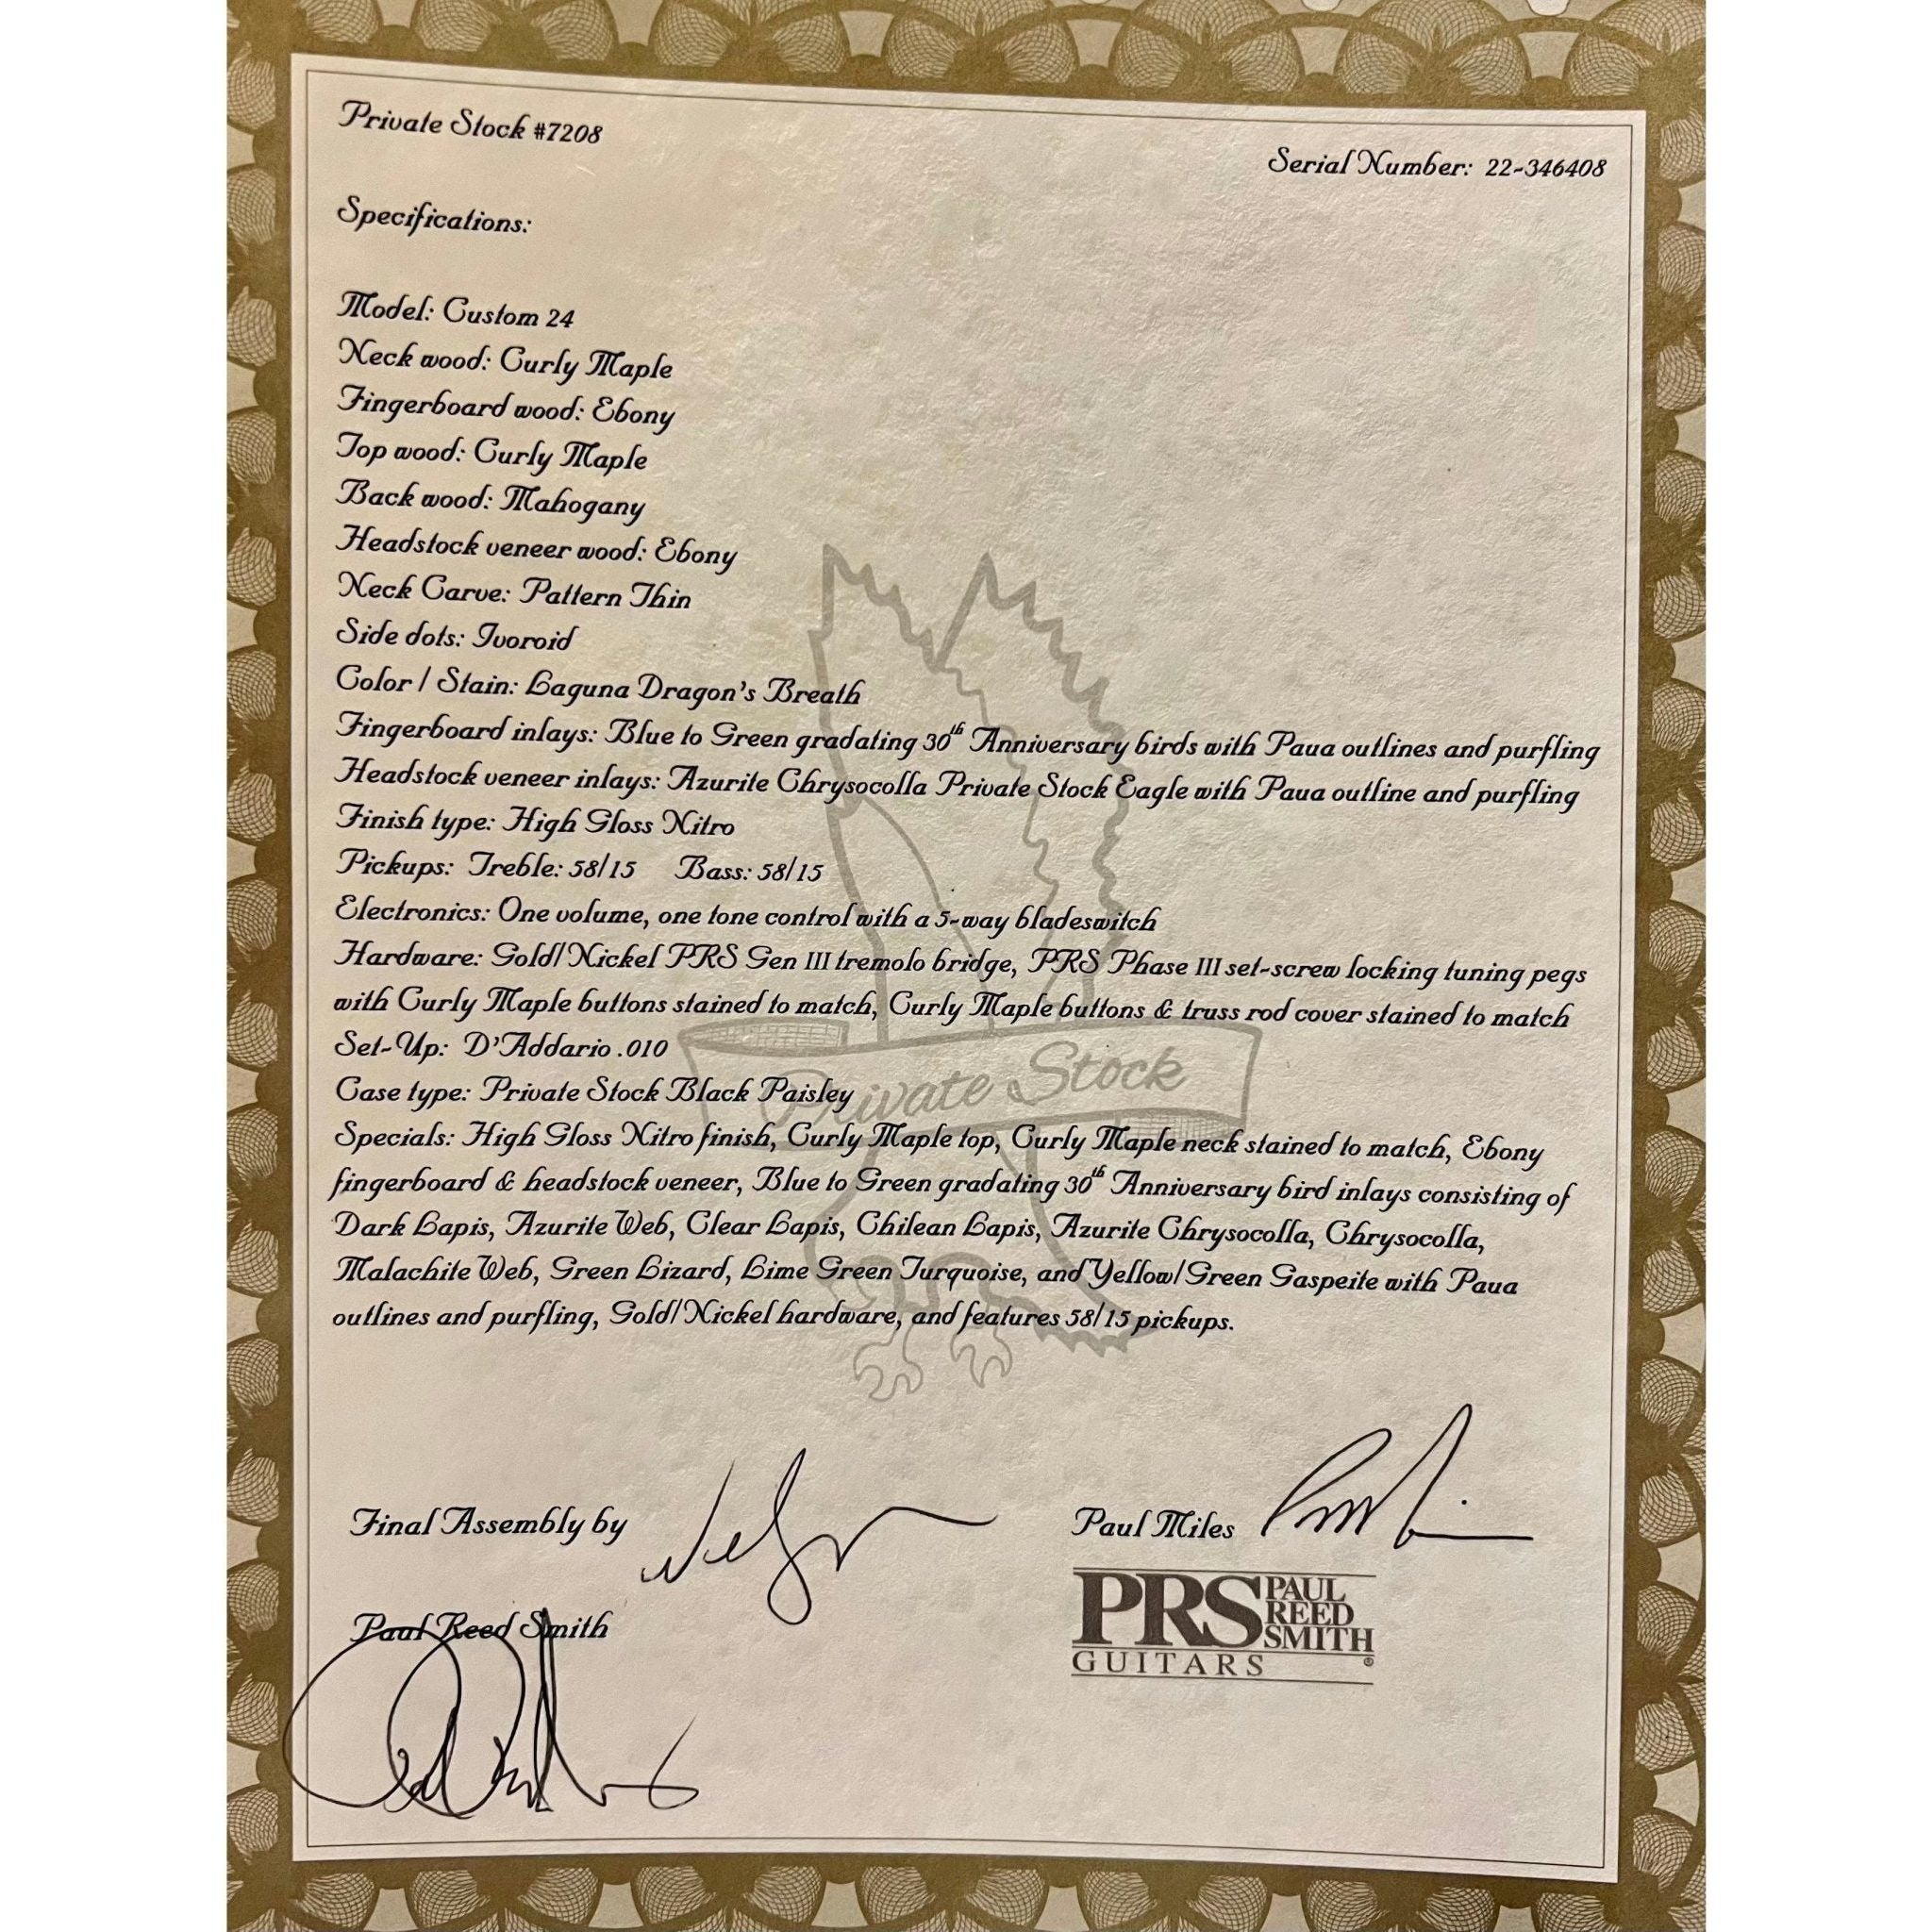 Private Stock #7208
Serial Number: 22-346408
Specifications:
Model: Custom 24
Neck wood: Curly Maple
Fingerboard wood: Ebony
Top wood: Curly Maple
Back wood: Mahogany
Headstock veneer wood: Ebony
Neck Carve: Pattern Thin
Side dots: Ivoroid
Color / Stain: Laguna Dragon's Breath
Fingerboard inlays: Blue to Green gradating 30th Anniversary birds with Paua outlines and purfling
Headstock veneer inlays: Azurite Chrysocolla Private Stock Eagle with Paua outline and purfling
Finish type: High Gloss Nitro
Pickups: Treble: 58/15 Bass: 58/15
Electronics: One volume, one tone control with a 5-way bladeswitch
Hardware: Gold/Nickel PRS Gen III tremolo bridge, PRS Phase III set-screw locking tuning pegs
with Curly Maple buttons stained to match, Curly Maple buttons & truss rod cover stained to match
Set-Up: D'Addario .010
Case type: Private Stock Black Paisley
Private Stock
Specials: High Gloss Nitro finish, Curly Maple top, Curly Maple neck stained to match, Ebony
fingerboard & headstock veneer, Blue to Green gradating 30th Anniversary bird inlays consisting of
Dark Lapis, Azurite Web, Clear Lapis, Chilean Lapis, Azurite Chrysocolla, Chrysocolla,
Malachite Web, Green Lizard, Lime Green Turquoise, and Yellow/Green Gaspeite with Paua
outlines and purfling, Gold/Nickel hardware, and features 58/15 pickups.
Final Assembly by
Paul Miles
Paul Reed Smith
PRS PAUL
REED
SMITH
GUITARS ®